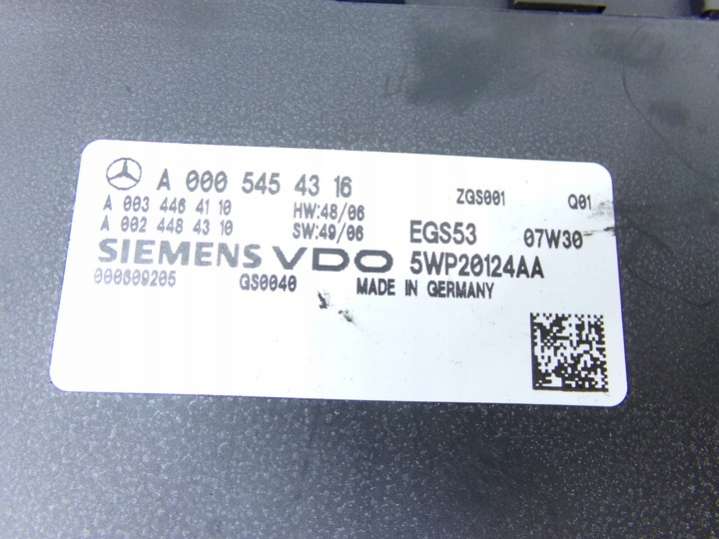 A 000 545 43 16 ZGS001 Q01
A 003 446 41 10 HW:48/06
A 002 448 43 10 SW:49/06 EGS53 07W30
SIEMENS VDO 5WP20124AA
000609205 GS0040 MADE IN GERMANY